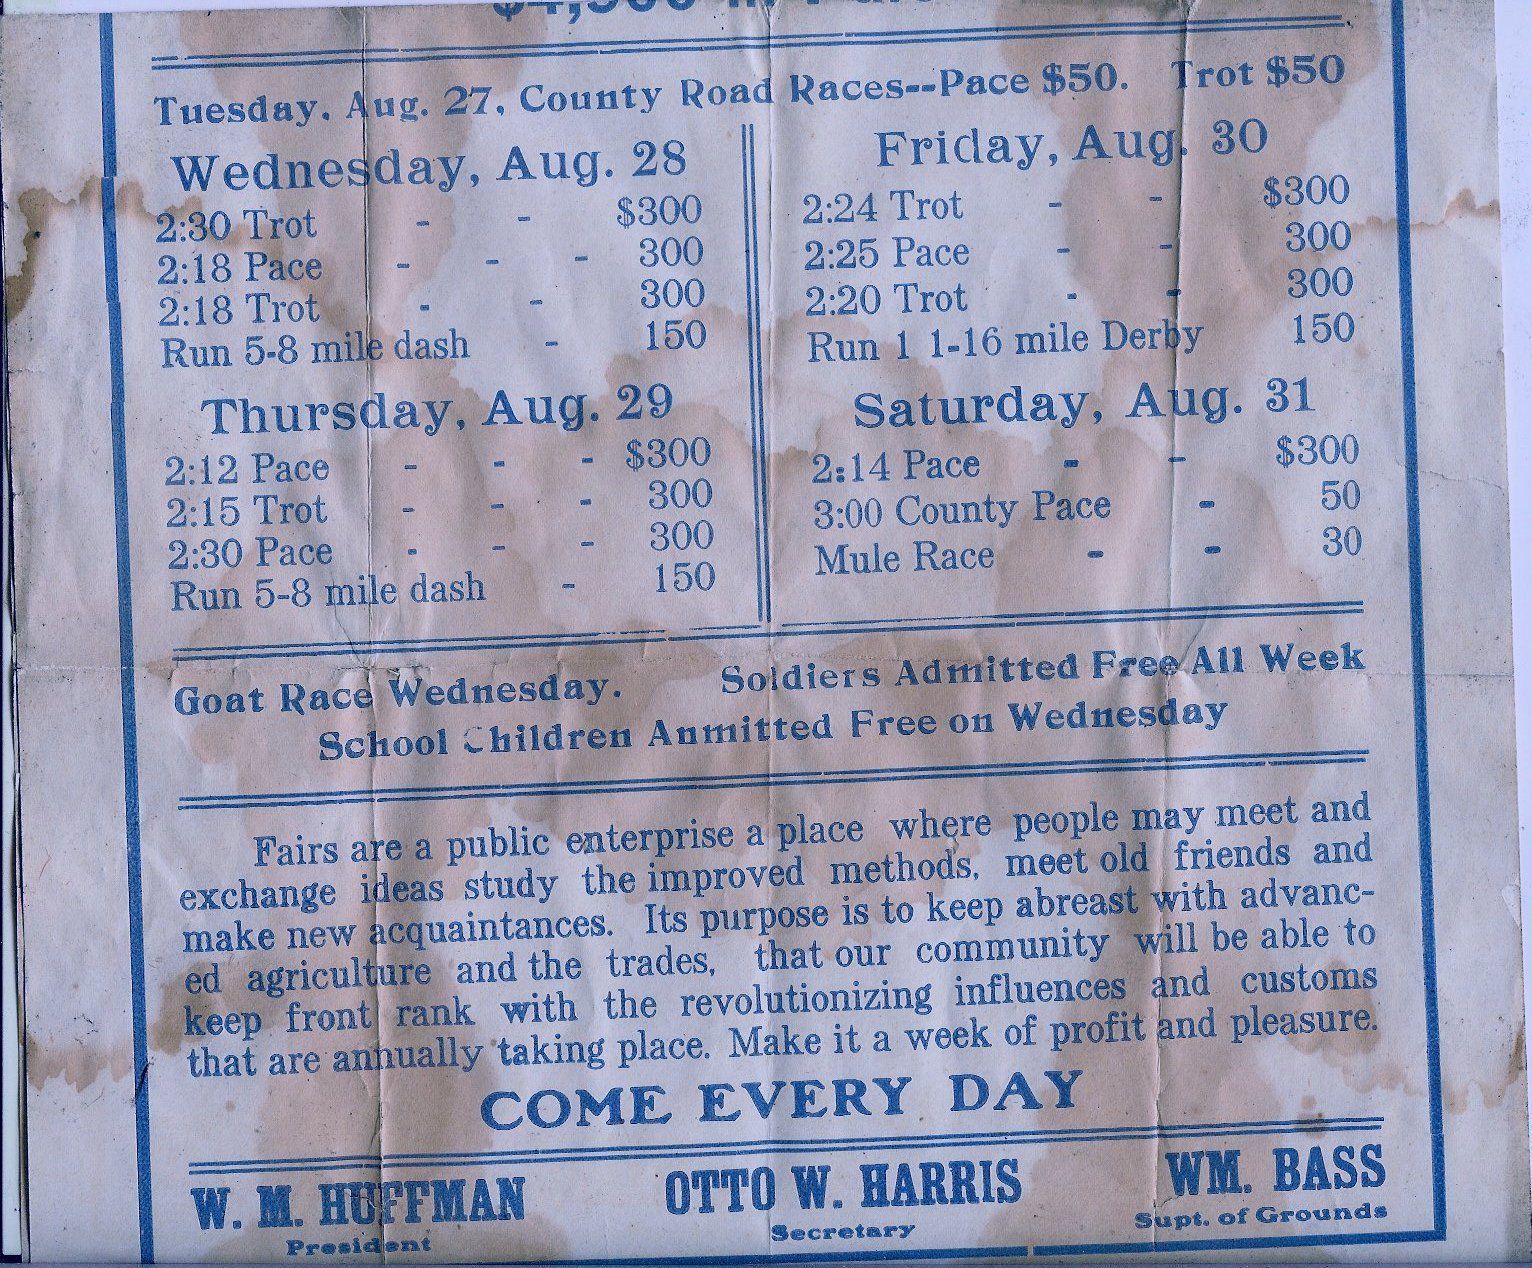 Tuesday, Aug. 27, County Road Races--Pace $50. Trot $50
Wednesday, Aug. 28
2:30 Trot - - $300
2:18 Pace - - - 300
2:18 Trot - - 300
Run 5-8 mile dash - 150
Thursday, Aug. 29
2:12 Pace - - - $300
2:15 Trot - - - 300
2:30 Pace - - - 300
Run 5-8 mile dash - 150
Friday, Aug. 30
2:24 Trot - - $300
2:25 Pace - - 300
2:20 Trot - - 300
Run 1 1-16 mile Derby 150
Saturday, Aug. 31
2:14 Pace - - $300
3:00 County Pace - 50
Mule Race - - 30
Goat Race Wednesday. Soldiers Admitted Free All Week
School Children Anmitted Free on Wednesday
Fairs are a public enterprise a place where people may meet and
exchange ideas study the improved methods, meet old friends and
make new acquaintances. Its purpose is to keep abreast with advanc-
ed agriculture and the trades, that our community will be able to
keep front rank with the revolutionizing influences and customs
that are annually taking place. Make it a week of profit and pleasure.
COME EVERY DAY
W. M. HUFFMAN
President
OTTO W. HARRIS
Secretary
WM. BASS
Supt. of Grounds